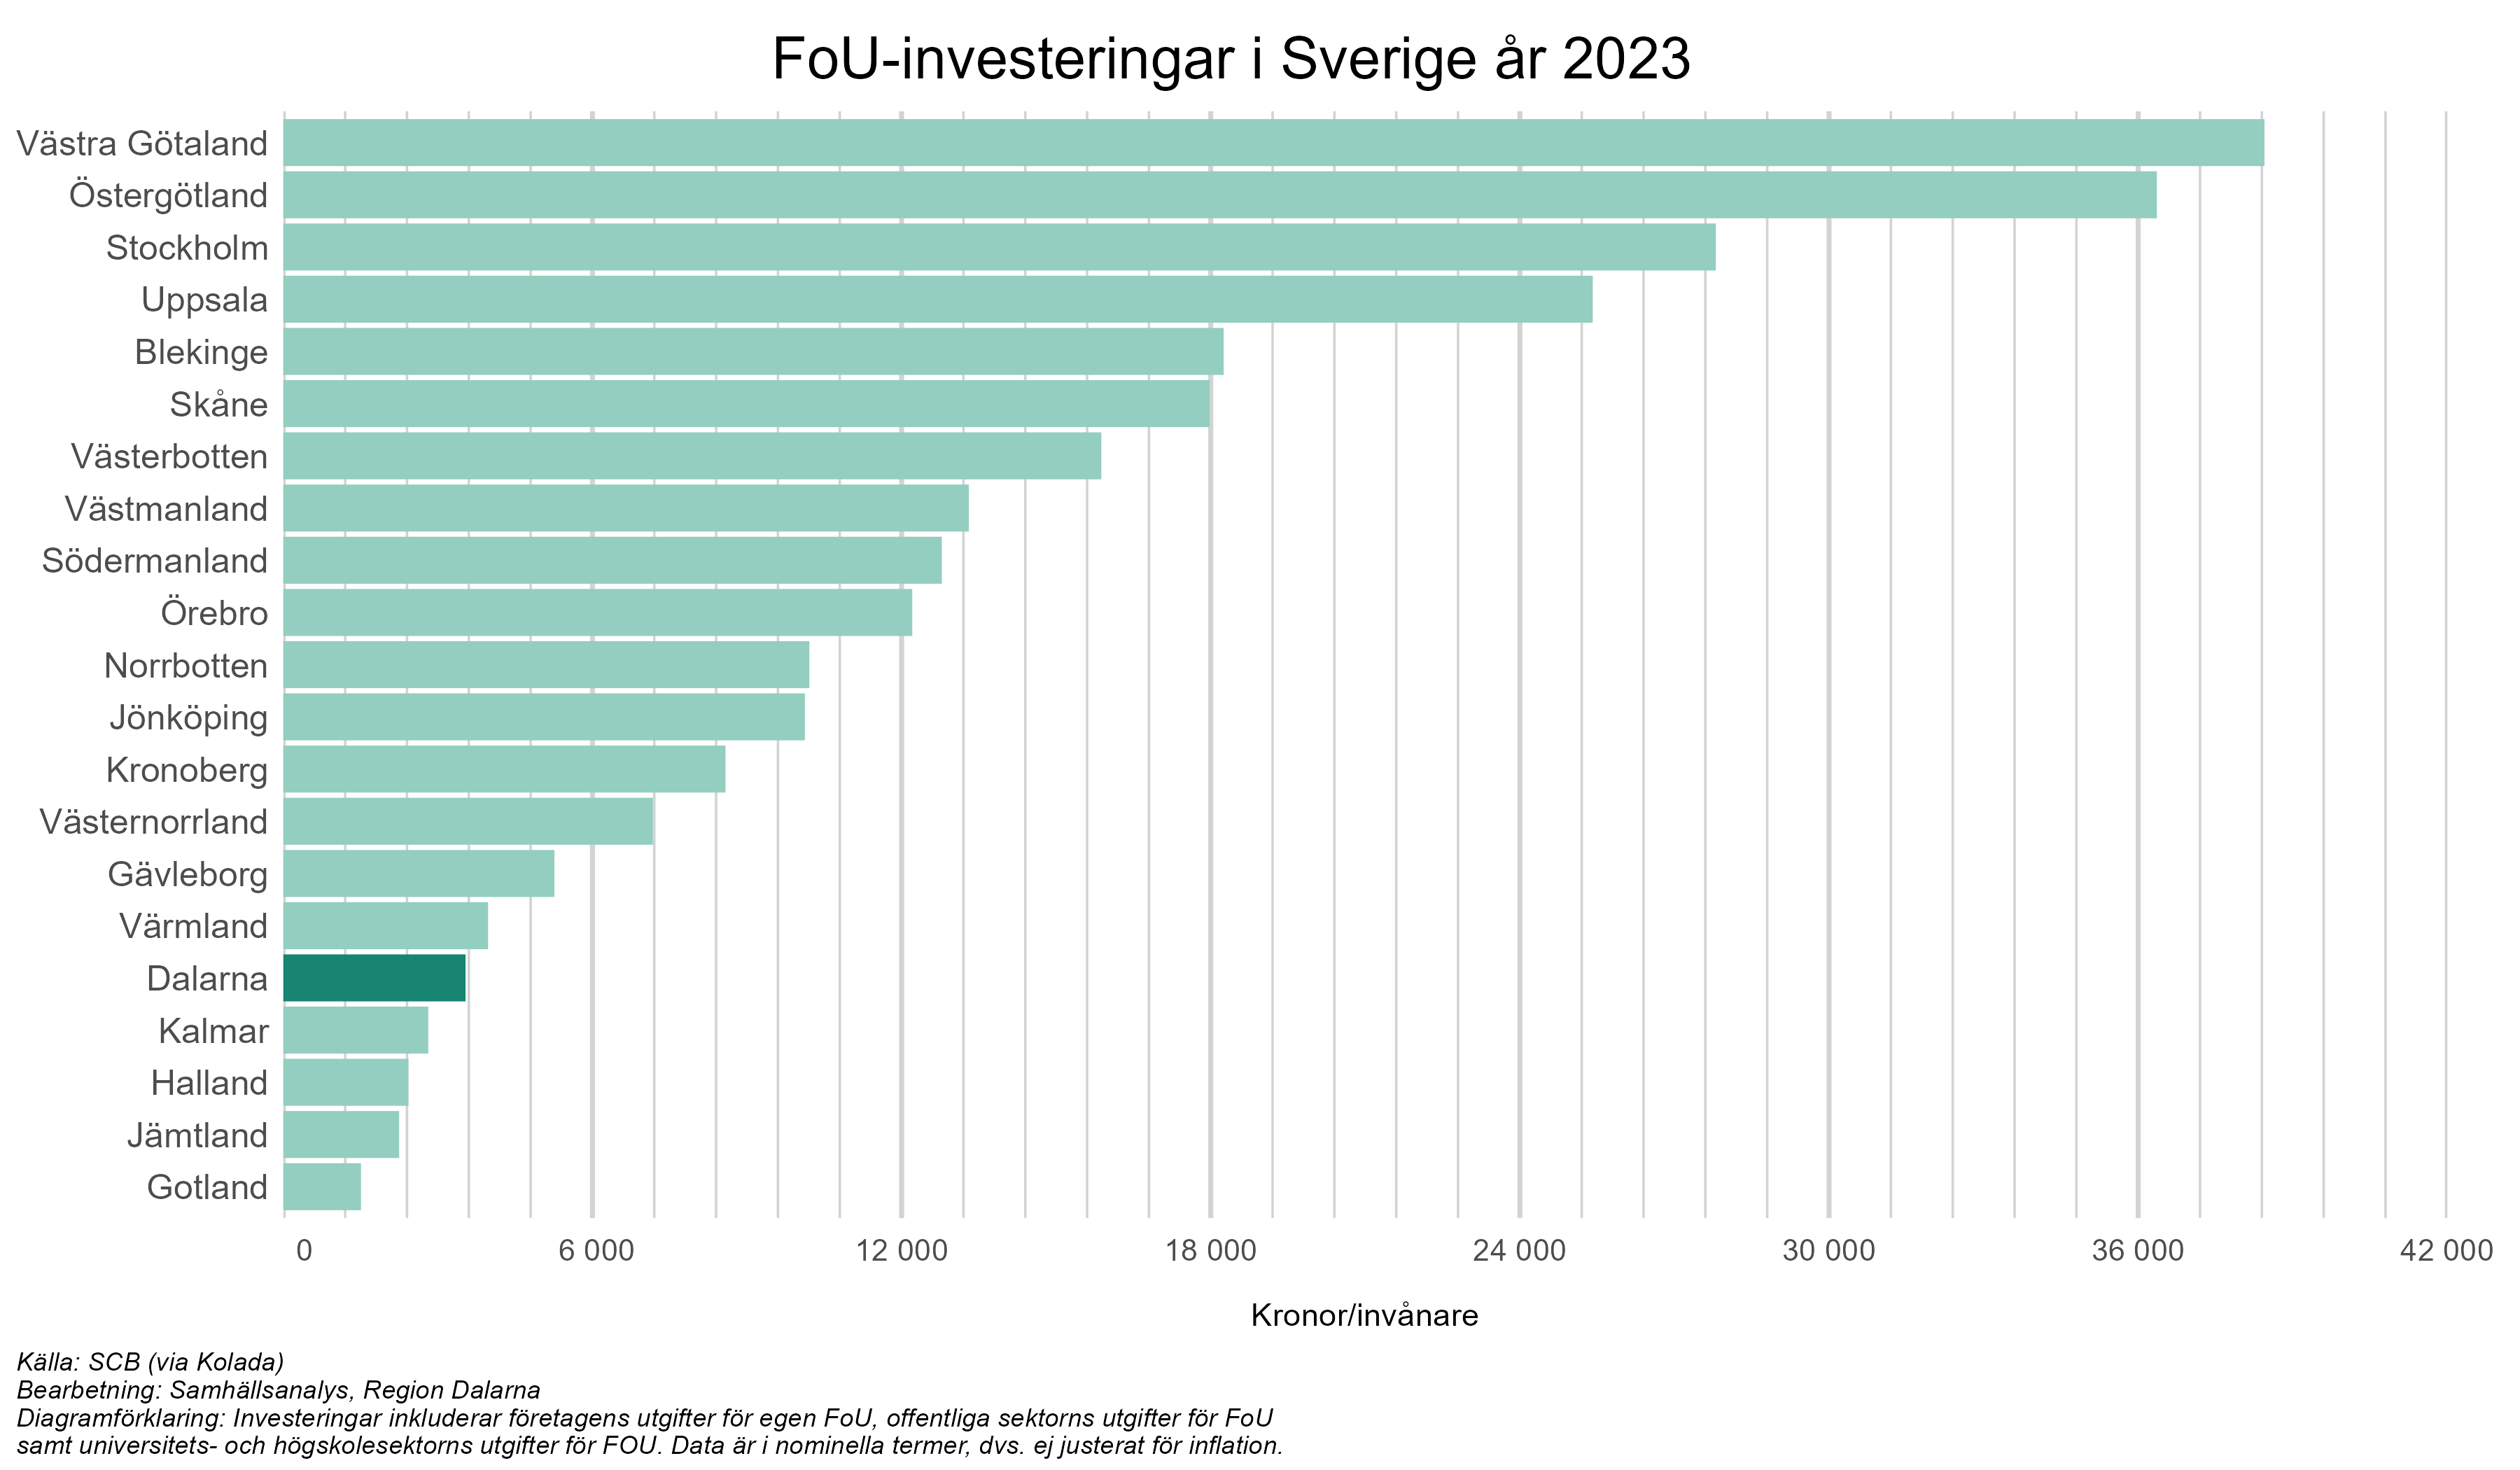 FoU-investeringar i Sverige år 2023
Västra Götaland
Östergötland
Stockholm
Uppsala
Blekinge
Skåne
Västerbotten
Västmanland
Södermanland
Örebro
Norrbotten
Jönköping
Kronoberg
Västernorrland
Gävleborg
Värmland
Dalarna
Kalmar
Halland
Jämtland
Gotland
0 6 000 12 000 18 000 24 000 30 000 36 000 42 000
Kronor/invånare
Källa: SCB (via Kolada)
Bearbetning: Samhällsanalys, Region Dalarna
Diagramförklaring: Investeringar inkluderar företagens utgifter för egen FoU, offentliga sektorns utgifter för FoU
samt universitets- och högskolesektorns utgifter för FOU. Data är i nominella termer, dvs. ej justerat för inflation.